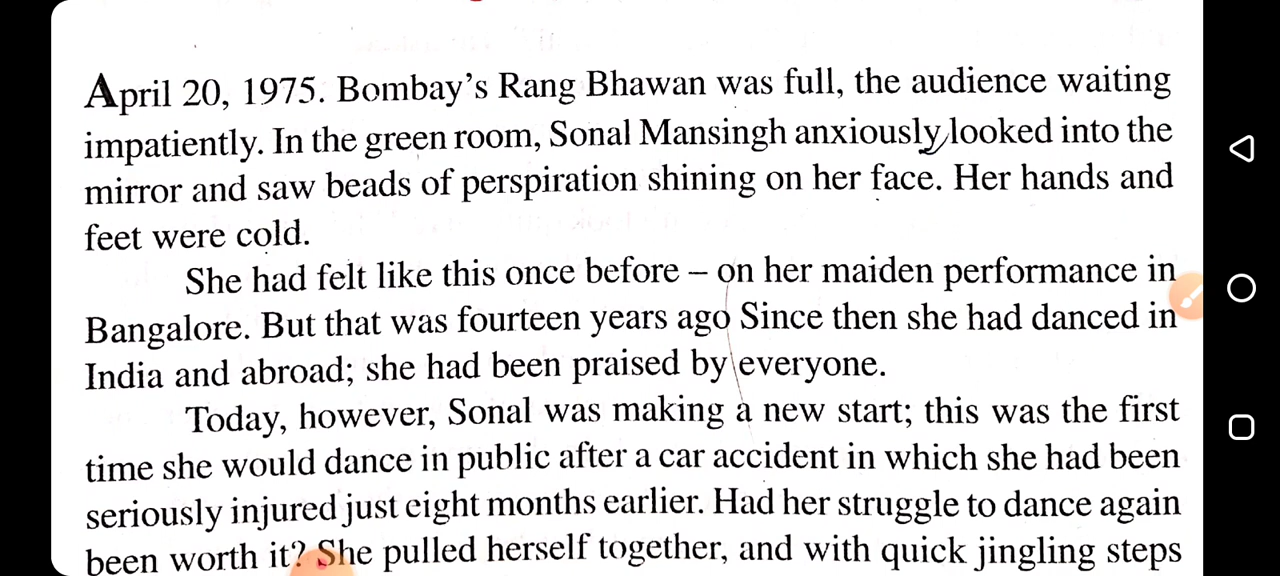 April 20, 1975. Bombay's Rang Bhawan was full, the audience waiting
impatiently. In the green room, Sonal Mansingh anxiously looked into the
mirror and saw beads of perspiration shining on her face. Her hands and
feet were cold.
She had felt like this once before – on her maiden performance in
Bangalore. But that was fourteen years ago Since then she had danced in
India and abroad; she had been praised by everyone.
Today, however, Sonal was making a new start; this was the first
time she would dance in public after a car accident in which she had been
seriously injured just eight months earlier. Had her struggle to dance again
been worth it? She pulled herself together, and with quick jingling steps